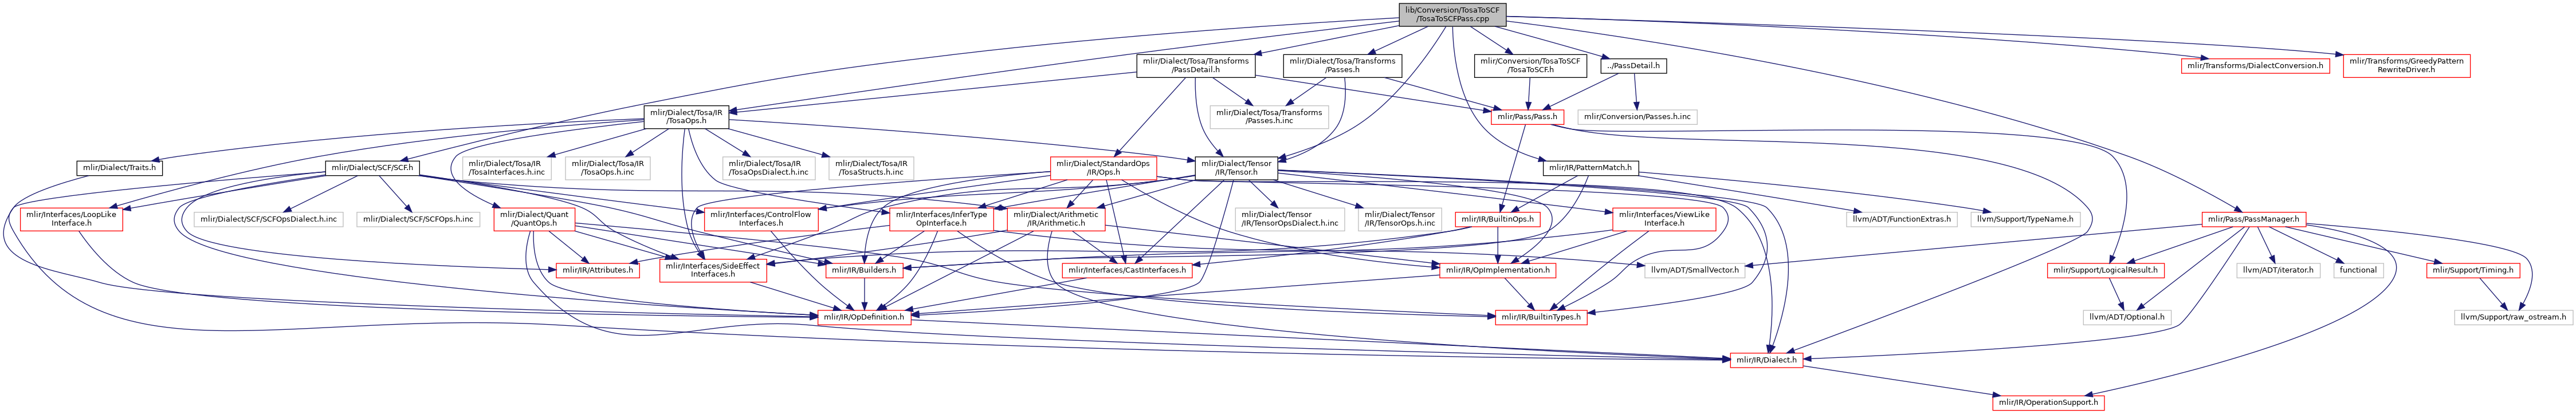 lib/Conversion/TosaToSCF
/TosaToSCFPass.cpp
mlir/Dialect/Tosa/Transforms
/PassDetail.h
mlir/Dialect/Tosa/Transforms
/Passes.h
mlir/Conversion/TosaToSCF
/TosaToSCF.h
../PassDetail.h
mlir/Transforms/DialectConversion.h
mlir/Transforms/GreedyPattern
RewriteDriver.h
mlir/Dialect/Tosa/IR
/TosaOps.h
mlir/Dialect/Tosa/Transforms
/Passes.h.inc
mlir/Pass/Pass.h
mlir/Conversion/Passes.h.inc
mlir/Dialect/Traits.h
mlir/Dialect/SCF/SCF.h
mlir/Dialect/Tosa/IR
/TosaInterfaces.h.inc
mlir/Dialect/Tosa/IR
/TosaOps.h.inc
mlir/Dialect/Tosa/IR
/TosaOpsDialect.h.inc
mlir/Dialect/Tosa/IR
/TosaStructs.h.inc
mlir/Dialect/StandardOps
/IR/Ops.h
mlir/Dialect/Tensor
/IR/Tensor.h
mlir/IR/PatternMatch.h
mlir/Interfaces/LoopLike
Interface.h
mlir/Dialect/SCF/SCFOpsDialect.h.inc
mlir/Dialect/SCF/SCFOps.h.inc
mlir/Dialect/Quant
/QuantOps.h
mlir/Interfaces/ControlFlow
Interfaces.h
mlir/Interfaces/InferType
OpInterface.h
mlir/Dialect/Arithmetic
/IR/Arithmetic.h
mlir/Dialect/Tensor
/IR/TensorOpsDialect.h.inc
mlir/Dialect/Tensor
/IR/TensorOps.h.inc
mlir/IR/BuiltinOps.h
mlir/Interfaces/ViewLike
Interface.h
llvm/ADT/FunctionExtras.h
llvm/Support/TypeName.h
mlir/Pass/PassManager.h
mlir/IR/Attributes.h
mlir/Interfaces/SideEffect
Interfaces.h
mlir/IR/Builders.h
mlir/Interfaces/CastInterfaces.h
mlir/IR/OpImplementation.h
llvm/ADT/SmallVector.h
mlir/Support/LogicalResult.h
llvm/ADT/iterator.h
functional
mlir/Support/Timing.h
mlir/IR/OpDefinition.h
mlir/IR/BuiltinTypes.h
llvm/ADT/Optional.h
llvm/Support/raw_ostream.h
mlir/IR/Dialect.h
mlir/IR/OperationSupport.h